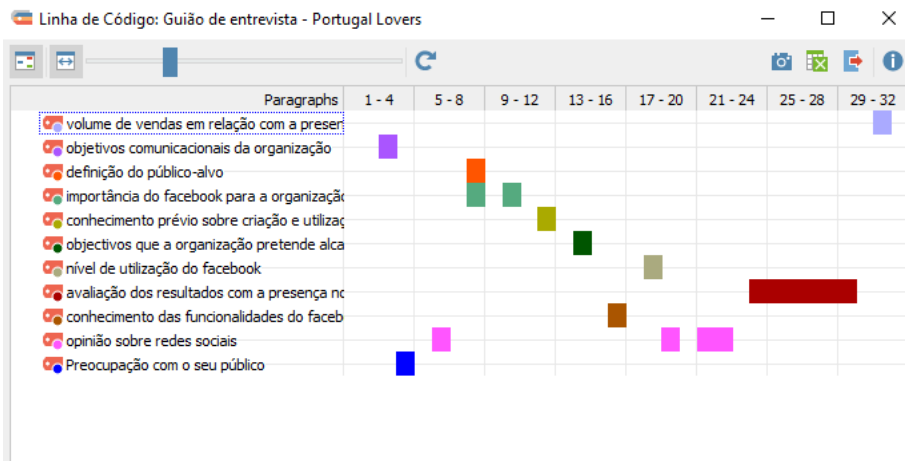 Linha de Código: Guião de entrevista - Portugal Lovers
Paragraphs 1 - 4 5 - 8 9 - 12 13 - 16 17 - 20 21 - 24 25 - 28 29 - 32
volume de vendas em relação com a presen
objetivos comunicacionais da organização
definição do público-alvo
importância do facebook para a organizaçã
conhecimento prévio sobre criação e utilizaç
objectivos que a organização pretende alca
nível de utilização do facebook
avaliação dos resultados com a presença no
conhecimento das funcionalidades do faceb
opinião sobre redes sociais
Preocupação com o seu público